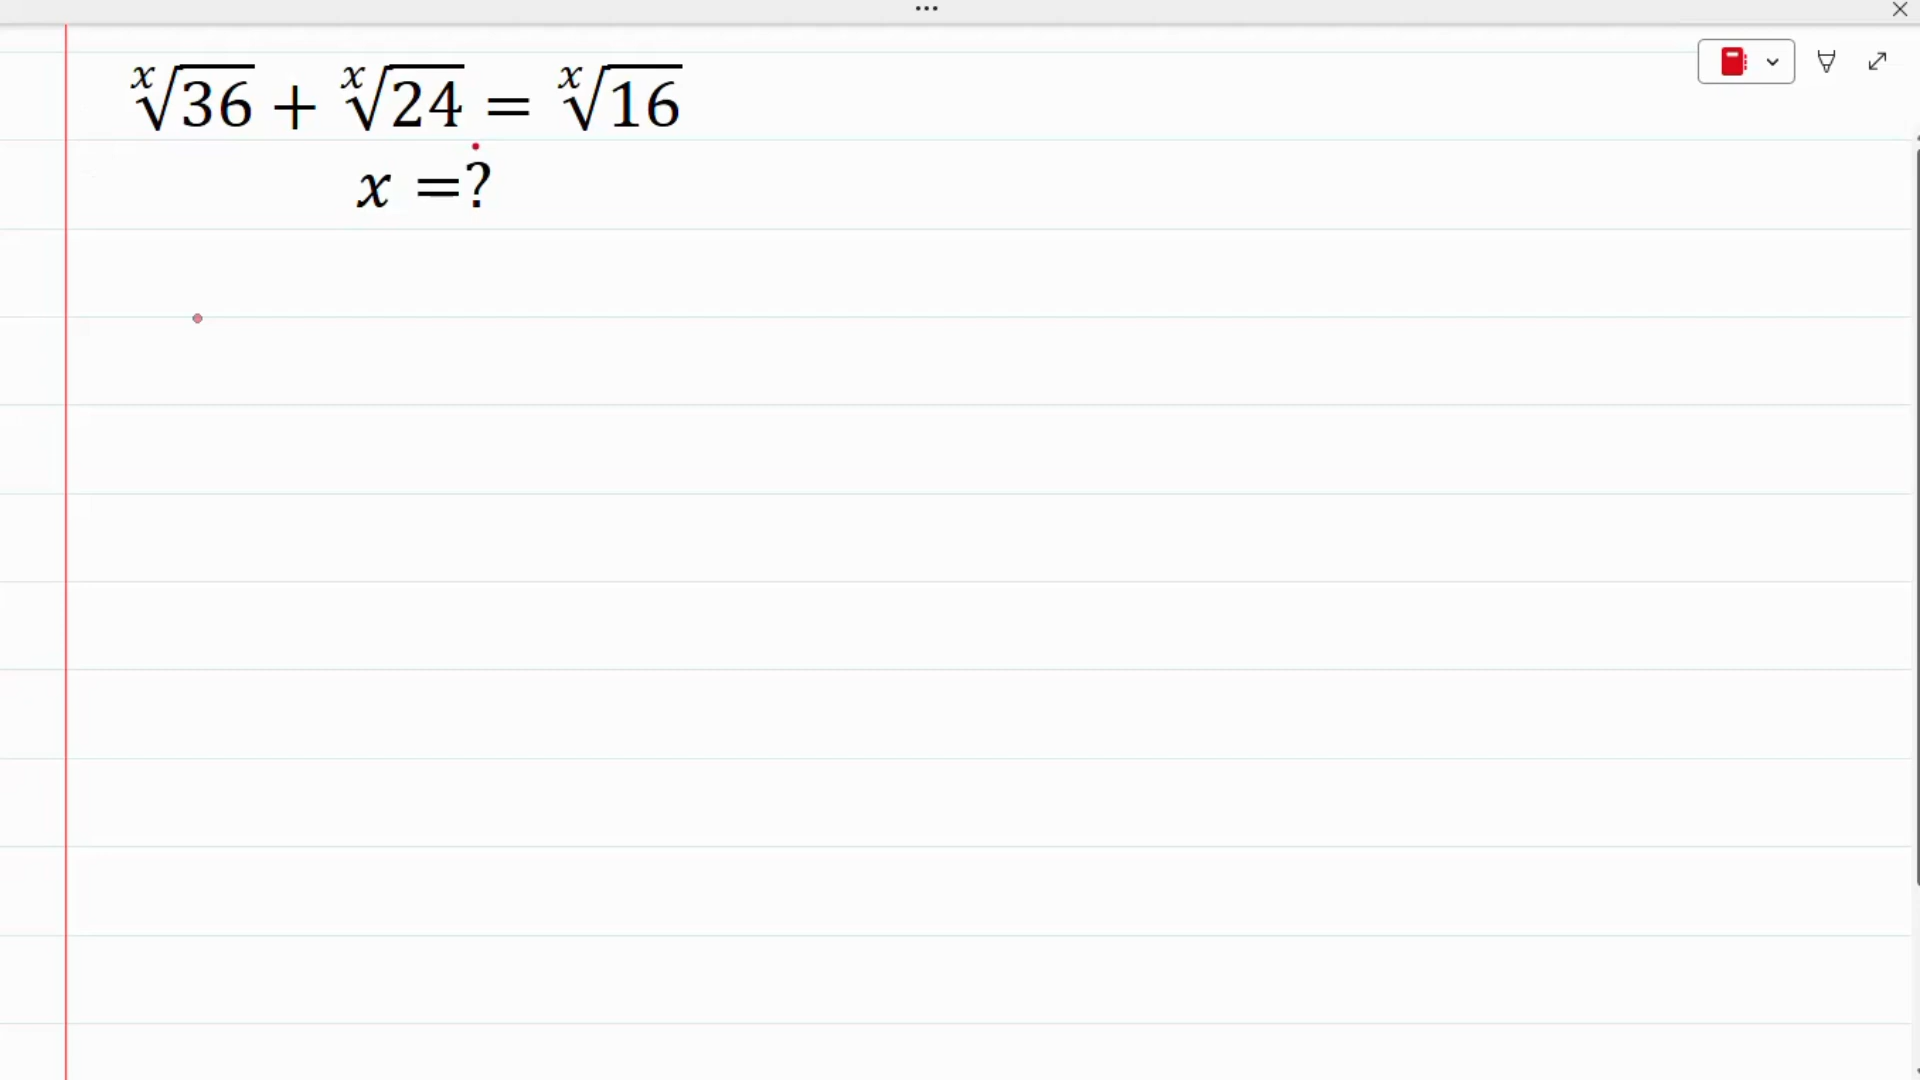 ˣ√36 + ˣ√24 = ˣ√16
x =?